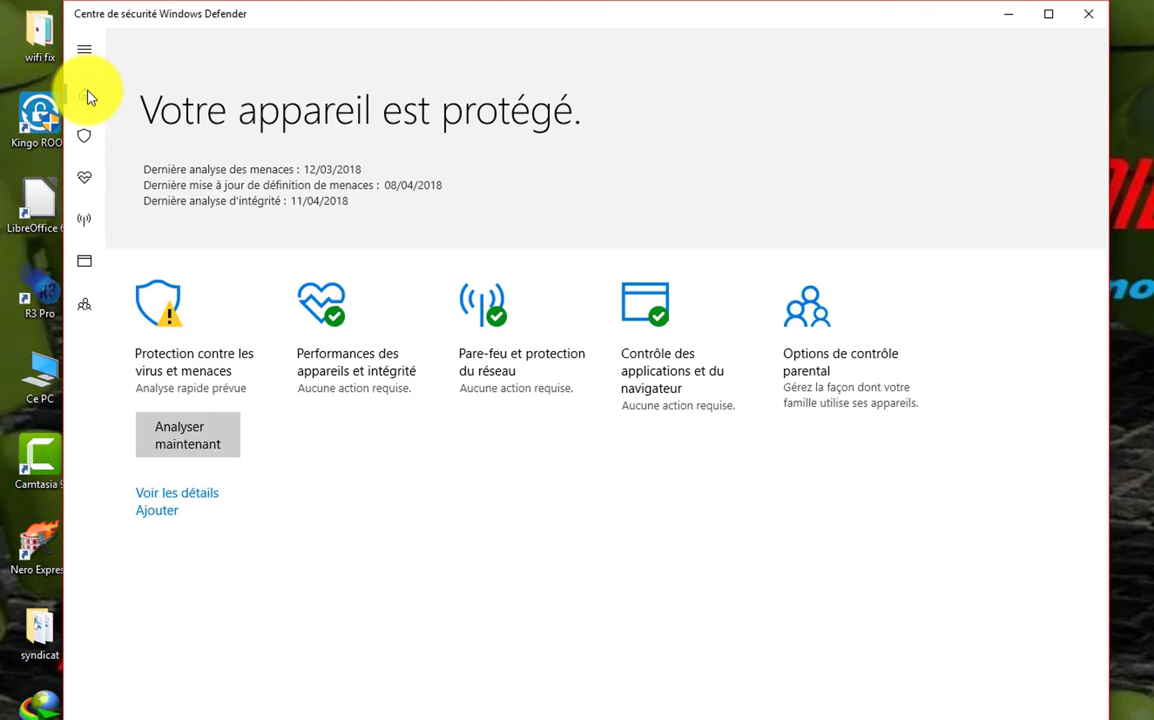 Centre de sécurité Windows Defender
wifi fix
Kingo ROO
LibreOffice 6
R3 Pro
Ce PC
Camtasia 9
Nero Expres
syndicat
Votre appareil est protégé.
Dernière analyse des menaces : 12/03/2018
Dernière mise à jour de définition de menaces : 08/04/2018
Dernière analyse d'intégrité : 11/04/2018
Protection contre les
virus et menaces
Analyse rapide prévue
Analyser
maintenant
Voir les détails
Ajouter
Performances des
appareils et intégrité
Aucune action requise.
Pare-feu et protection
du réseau
Aucune action requise.
Contrôle des
applications et du
navigateur
Aucune action requise.
Options de contrôle
parental
Gérez la façon dont votre
famille utilise ses appareils.